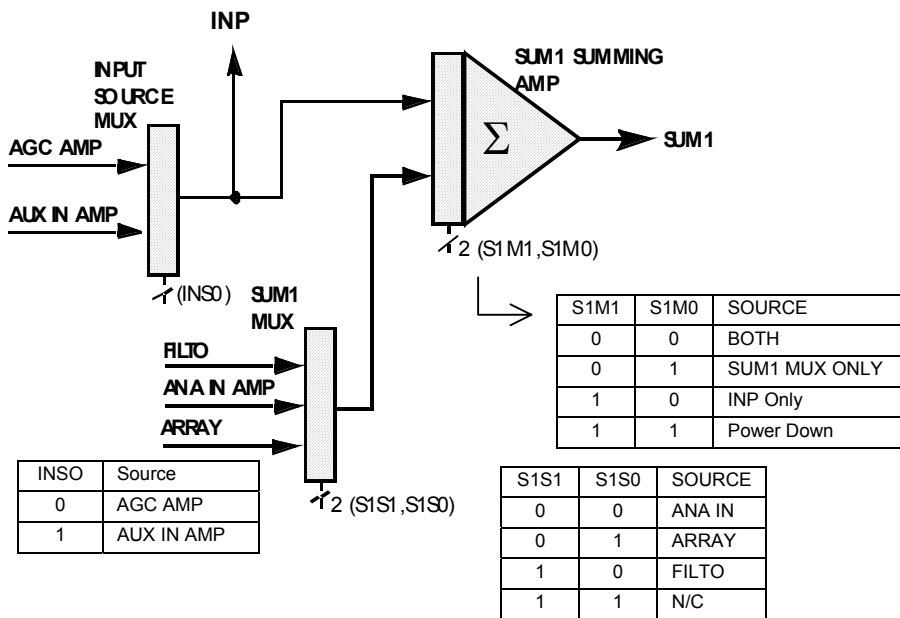 INP
INPUT
SOURCE
MUX
SUM1 SUMMING
AMP
AGC AMP
AUX IN AMP
Σ
SUM1
2 (S1M1,S1M0)
(INS0)
SUM1
MUX
FILTO
ANA IN AMP
ARRAY
2 (S1S1,S1S0)
S1M1 S1M0 SOURCE
0 0 BOTH
0 1 SUM1 MUX ONLY
1 0 INP Only
1 1 Power Down
INSO Source
0 AGC AMP
1 AUX IN AMP
S1S1 S1S0 SOURCE
0 0 ANA IN
0 1 ARRAY
1 0 FILTO
1 1 N/C